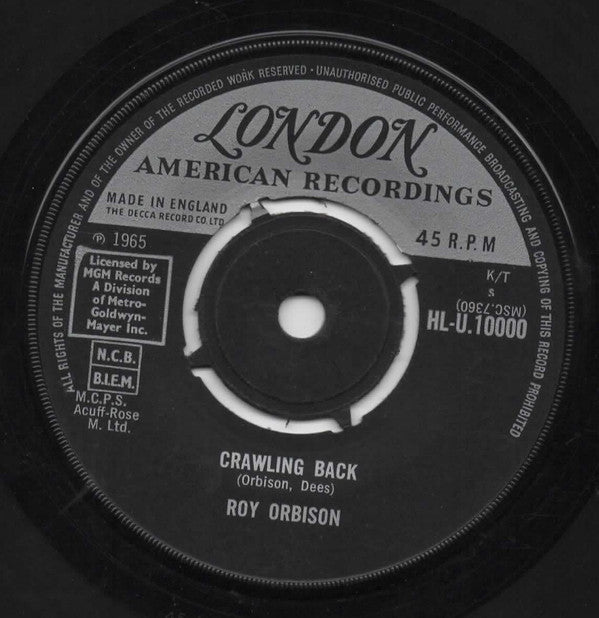 ALL RIGHTS OF THE MANUFACTURER AND OF THE OWNER OF THE RECORDED WORK RESERVED · UNAUTHORISED PUBLIC PERFORMANCE BROADCASTING AND COPYING OF THIS RECORD PROHIBITED
LONDON
AMERICAN RECORDINGS
MADE IN ENGLAND
THE DECCA RECORD CO. LTD.
45 R.P.M
℗ 1965
Licensed by
MGM Records
A Division
of Metro-
Goldwyn-
Mayer Inc.
K/T
S
(MSC.7360)
HL-U.10000
N.C.B.
B.I.E.M.
M.C.P.S.
Acuff-Rose
M. Ltd.
CRAWLING BACK
(Orbison, Dees)
ROY ORBISON